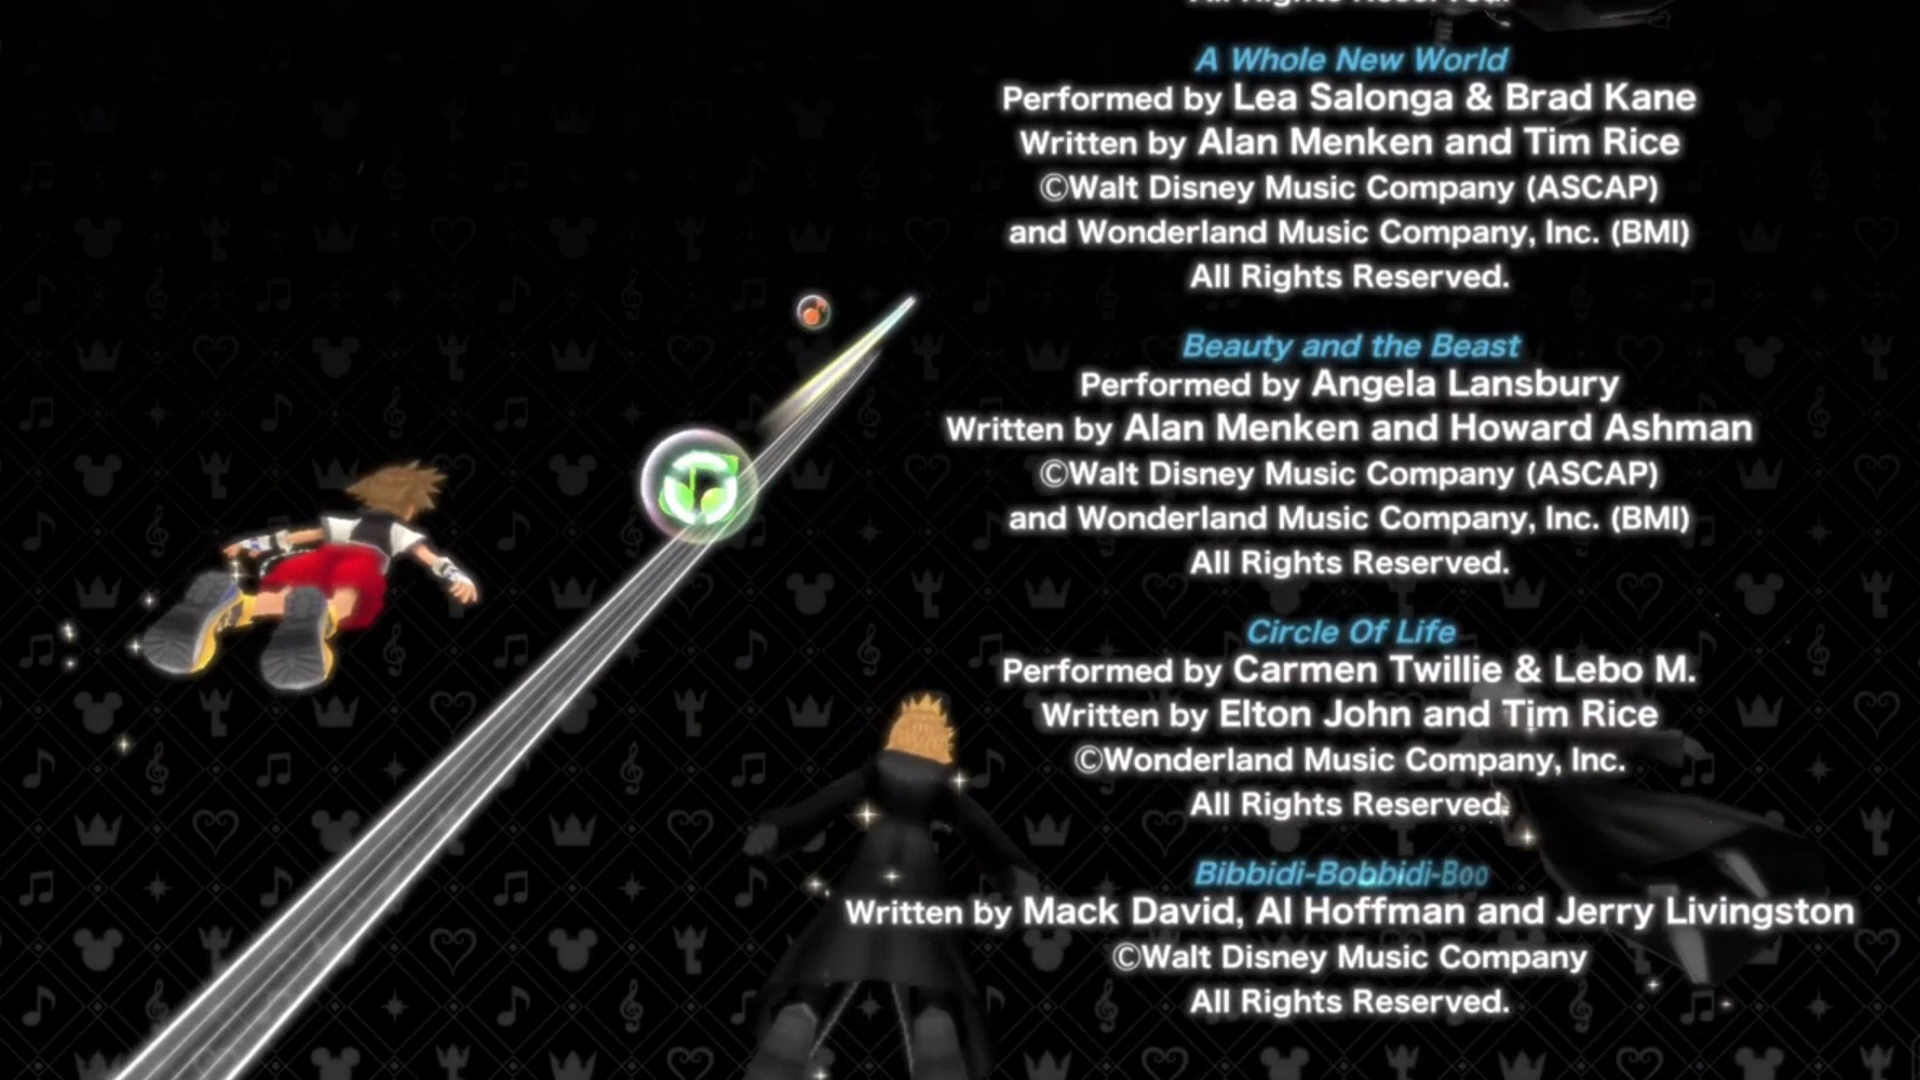 All Rights Reserved.
A Whole New World
Performed by Lea Salonga & Brad Kane
Written by Alan Menken and Tim Rice
©Walt Disney Music Company (ASCAP)
and Wonderland Music Company, Inc. (BMI)
All Rights Reserved.
Beauty and the Beast
Performed by Angela Lansbury
Written by Alan Menken and Howard Ashman
©Walt Disney Music Company (ASCAP)
and Wonderland Music Company, Inc. (BMI)
All Rights Reserved.
Circle Of Life
Performed by Carmen Twillie & Lebo M.
Written by Elton John and Tim Rice
©Wonderland Music Company, Inc.
All Rights Reserved.
Bibbidi-Bobbidi-Boo
Written by Mack David, Al Hoffman and Jerry Livingston
©Walt Disney Music Company
All Rights Reserved.